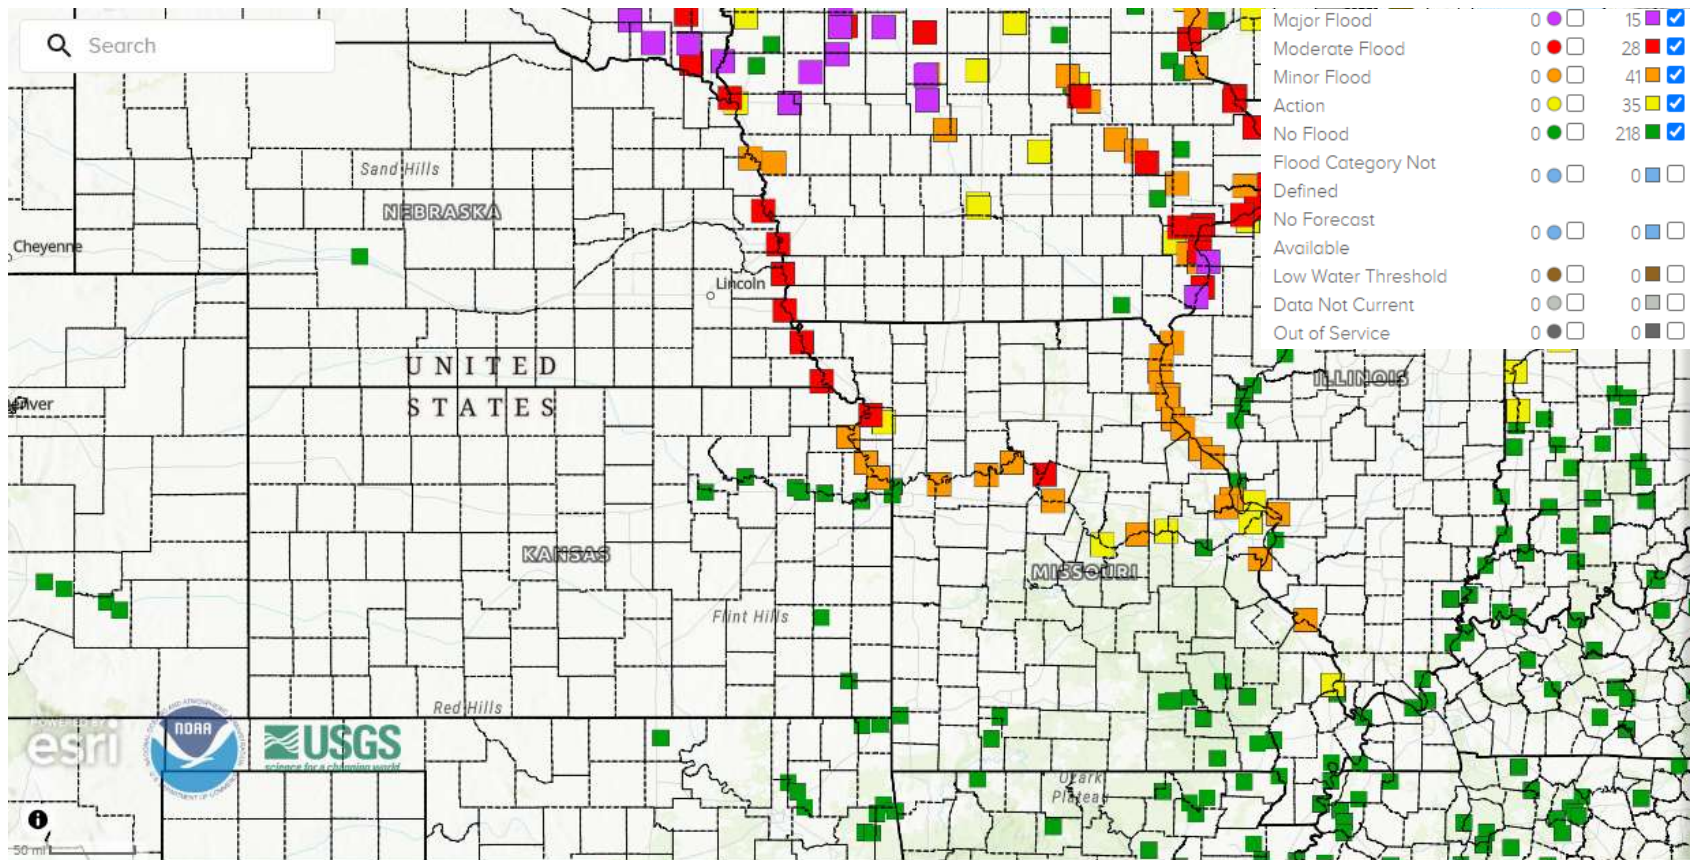 Search
Major Flood 0 15
Moderate Flood 0 28
Minor Flood 0 41
Action 0 35
No Flood 0 218
Flood Category Not
Defined 0 0
No Forecast
Available 0 0
Low Water Threshold 0 0
Data Not Current 0 0
Out of Service 0 0
Sand Hills
NEBRASKA
Cheyenne
Lincoln
UNITED
STATES
ILLINOIS
KANSAS
MISSOURI
Flint Hills
Red Hills
POWERED BY
esri
NOAA
USGS
science for a changing world
Ozark
Plateau
50 mi